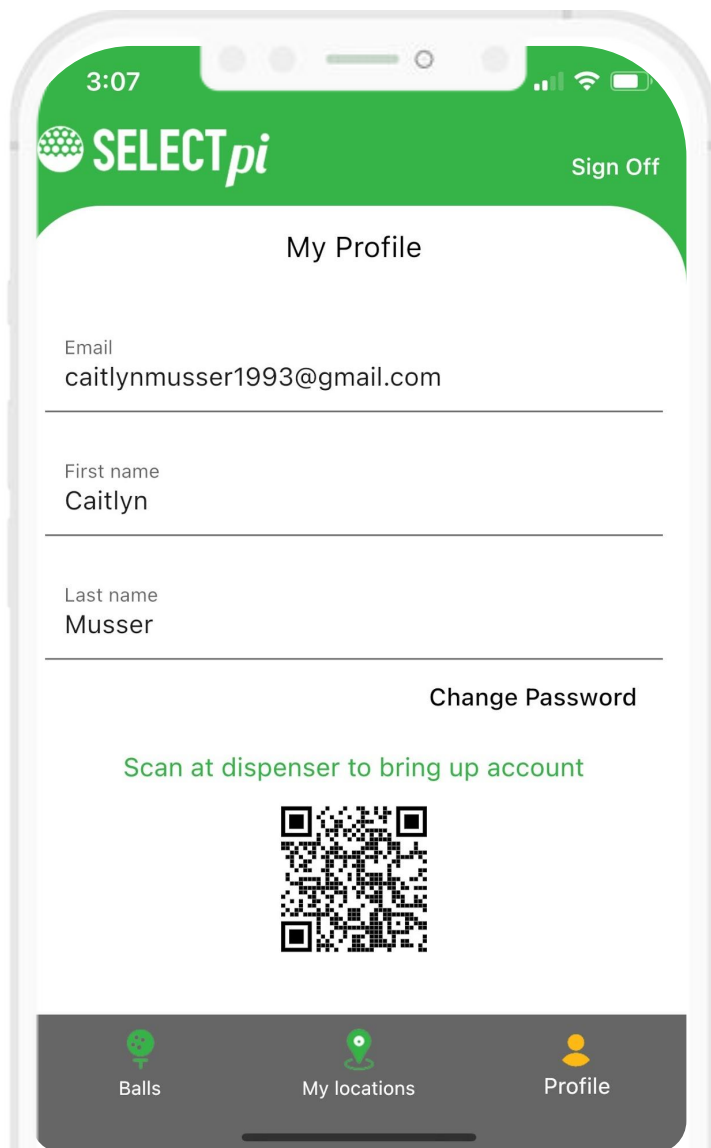 3:07
SELECTpi
Sign Off
My Profile
Email
caitlynmusser1993@gmail.com
First name
Caitlyn
Last name
Musser
Change Password
Scan at dispenser to bring up account
Balls
My locations
Profile